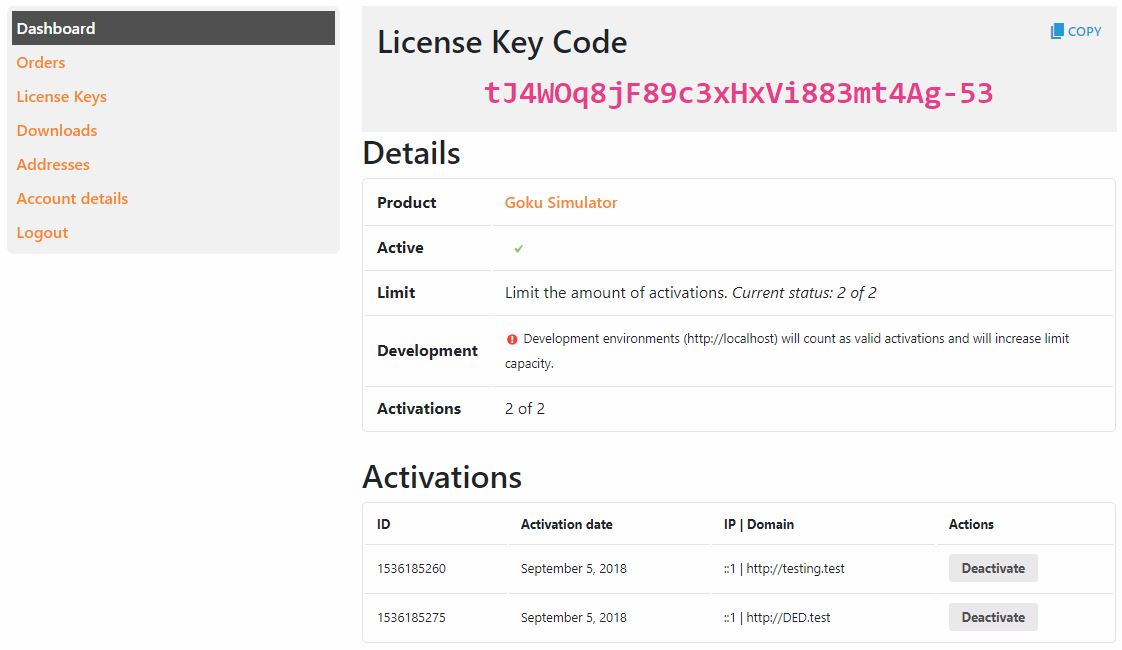 Dashboard
Orders
License Keys
Downloads
Addresses
Account details
Logout
License Key Code
COPY
tJ4WOq8jF89c3xHxVi883mt4Ag-53
Details
Product Goku Simulator
Active
Limit Limit the amount of activations. Current status: 2 of 2
Development Development environments (http://localhost) will count as valid activations and will increase limit
capacity.
Activations 2 of 2
Activations
ID Activation date IP | Domain Actions
1536185260 September 5, 2018 ::1 | http://testing.test Deactivate
1536185275 September 5, 2018 ::1 | http://DED.test Deactivate